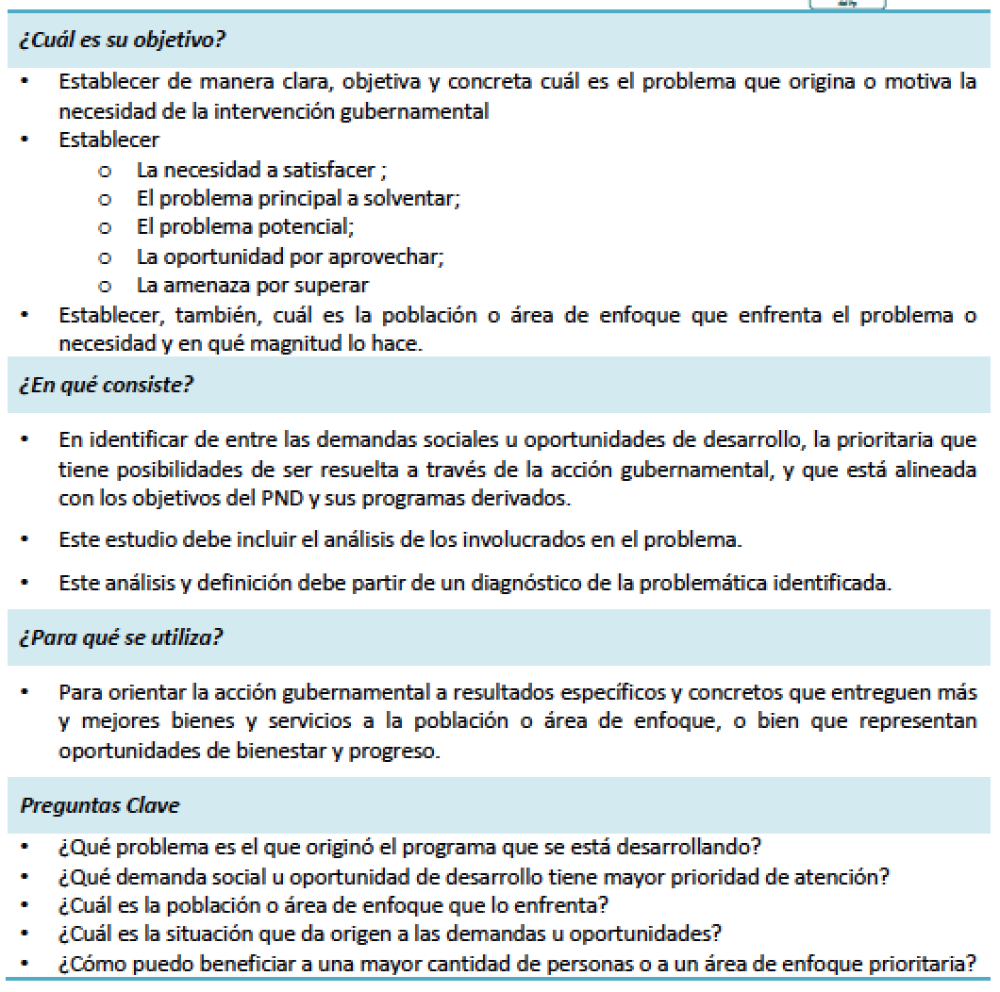 ¿Cuál es su objetivo?
• Establecer de manera clara, objetiva y concreta cuál es el problema que origina o motiva la
necesidad de la intervención gubernamental
• Establecer
o La necesidad a satisfacer ;
o El problema principal a solventar;
o El problema potencial;
o La oportunidad por aprovechar;
o La amenaza por superar
• Establecer, también, cuál es la población o área de enfoque que enfrenta el problema o
necesidad y en qué magnitud lo hace.
¿En qué consiste?
• En identificar de entre las demandas sociales u oportunidades de desarrollo, la prioritaria que
tiene posibilidades de ser resuelta a través de la acción gubernamental, y que está alineada
con los objetivos del PND y sus programas derivados.
• Este estudio debe incluir el análisis de los involucrados en el problema.
• Este análisis y definición debe partir de un diagnóstico de la problemática identificada.
¿Para qué se utiliza?
• Para orientar la acción gubernamental a resultados específicos y concretos que entreguen más
y mejores bienes y servicios a la población o área de enfoque, o bien que representan
oportunidades de bienestar y progreso.
Preguntas Clave
• ¿Qué problema es el que originó el programa que se está desarrollando?
• ¿Qué demanda social u oportunidad de desarrollo tiene mayor prioridad de atención?
• ¿Cuál es la población o área de enfoque que lo enfrenta?
• ¿Cuál es la situación que da origen a las demandas u oportunidades?
• ¿Cómo puedo beneficiar a una mayor cantidad de personas o a un área de enfoque prioritaria?